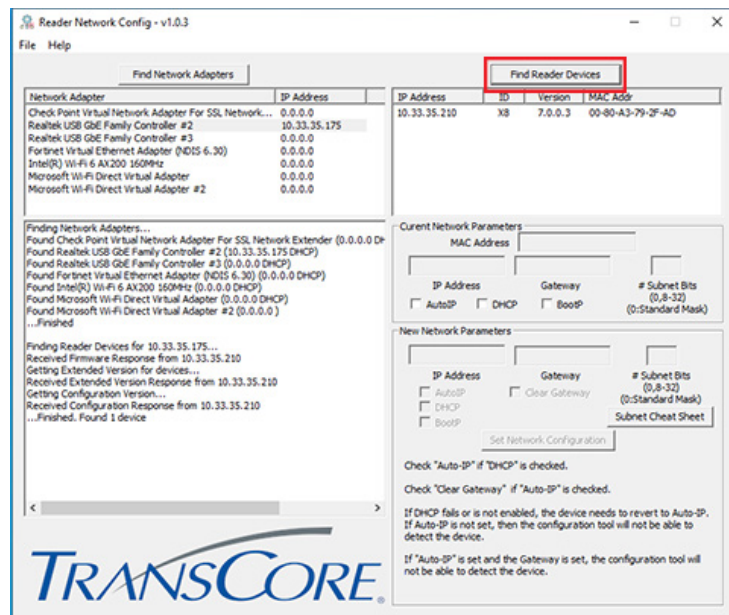 Reader Network Config - v1.0.3
File Help
Find Network Adapters
Find Reader Devices
Network Adapter IP Address
Check Point Virtual Network Adapter For SSL Network... 0.0.0.0
Realtek USB GbE Family Controller #2 10.33.35.175
Realtek USB GbE Family Controller #3 0.0.0.0
Fortinet Virtual Ethernet Adapter (NDIS 6.30) 0.0.0.0
Intel(R) Wi-Fi 6 AX200 160MHz 0.0.0.0
Microsoft Wi-Fi Direct Virtual Adapter 0.0.0.0
Microsoft Wi-Fi Direct Virtual Adapter #2 0.0.0.0
IP Address ID Version MAC Addr
10.33.35.210 X8 7.0.0.3 00-80-A3-79-2F-AD
Finding Network Adapters...
Found Check Point Virtual Network Adapter For SSL Network Extender (0.0.0.0 DH
Found Realtek USB GbE Family Controller #2 (10.33.35.175 DHCP)
Found Realtek USB GbE Family Controller #3 (0.0.0.0 DHCP)
Found Fortinet Virtual Ethernet Adapter (NDIS 6.30) (0.0.0.0 DHCP)
Found Intel(R) Wi-Fi 6 AX200 160MHz (0.0.0.0 DHCP)
Found Microsoft Wi-Fi Direct Virtual Adapter (0.0.0.0 DHCP)
Found Microsoft Wi-Fi Direct Virtual Adapter #2 (0.0.0.0 )
...Finished
Finding Reader Devices for 10.33.35.175...
Received Firmware Response from 10.33.35.210
Getting Extended Version for devices...
Received Extended Version Response from 10.33.35.210
Getting Configuration Version...
Received Configuration Response from 10.33.35.210
...Finished. Found 1 device
Curent Network Parameters
MAC Address
IP Address Gateway # Subnet Bits
(0,8-32)
(0:Standard Mask)
AutoIP DHCP BootP
New Network Parameters
IP Address Gateway # Subnet Bits
(0,8-32)
(0:Standard Mask)
AutoIP Clear Gateway
DHCP
BootP
Subnet Cheat Sheet
Set Network Configuration
Check "Auto-IP" if "DHCP" is checked.
Check "Clear Gateway" if "Auto-IP" is checked.
If DHCP fails or is not enabled, the device needs to revert to Auto-IP.
If Auto-IP is not set, then the configuration tool will not be able to
detect the device.
If "Auto-IP" is set and the Gateway is set, the configuration tool will
not be able to detect the device.
TRANSCORE